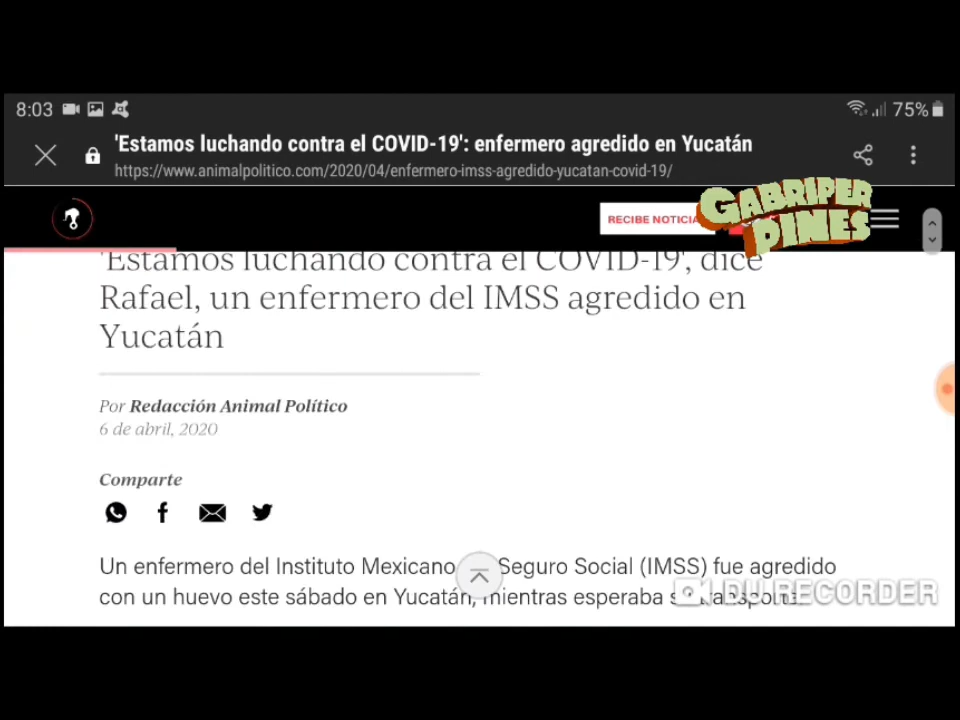 8:03
75%
'Estamos luchando contra el COVID-19': enfermero agredido en Yucatán
https://www.animalpolitico.com/2020/04/enfermero-imss-agredido-yucatan-covid-19/
RECIBE NOTICIA
GABRIPER
PINES
'Estamos luchando contra el COVID-19', dice
Rafael, un enfermero del IMSS agredido en
Yucatán
Por Redacción Animal Político
6 de abril, 2020
Comparte
Un enfermero del Instituto Mexicano Seguro Social (IMSS) fue agredido
con un huevo este sábado en Yucatán, mientras esperaba su transporte
DU RECORDER